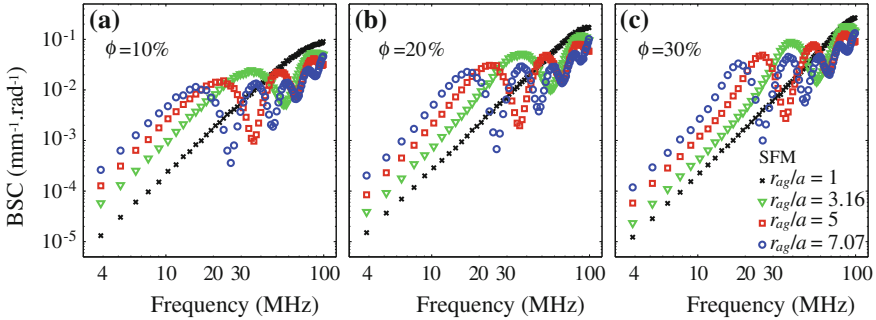 (a) (b) (c)
ϕ=10% ϕ=20% ϕ=30%
BSC (mm⁻¹.rad⁻¹)
10⁻¹
10⁻²
10⁻³
10⁻⁴
10⁻⁵
SFM
r_ag/a = 1
r_ag/a = 3.16
r_ag/a = 5
r_ag/a = 7.07
4 10 20 30 100 4 10 20 30 100 4 10 20 30 100
Frequency (MHz) Frequency (MHz) Frequency (MHz)